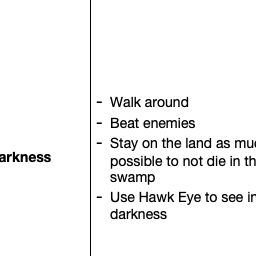 - Walk around
- Beat enemies
- Stay on the land as muc
possible to not die in th
arkness
swamp
- Use Hawk Eye to see in
darkness